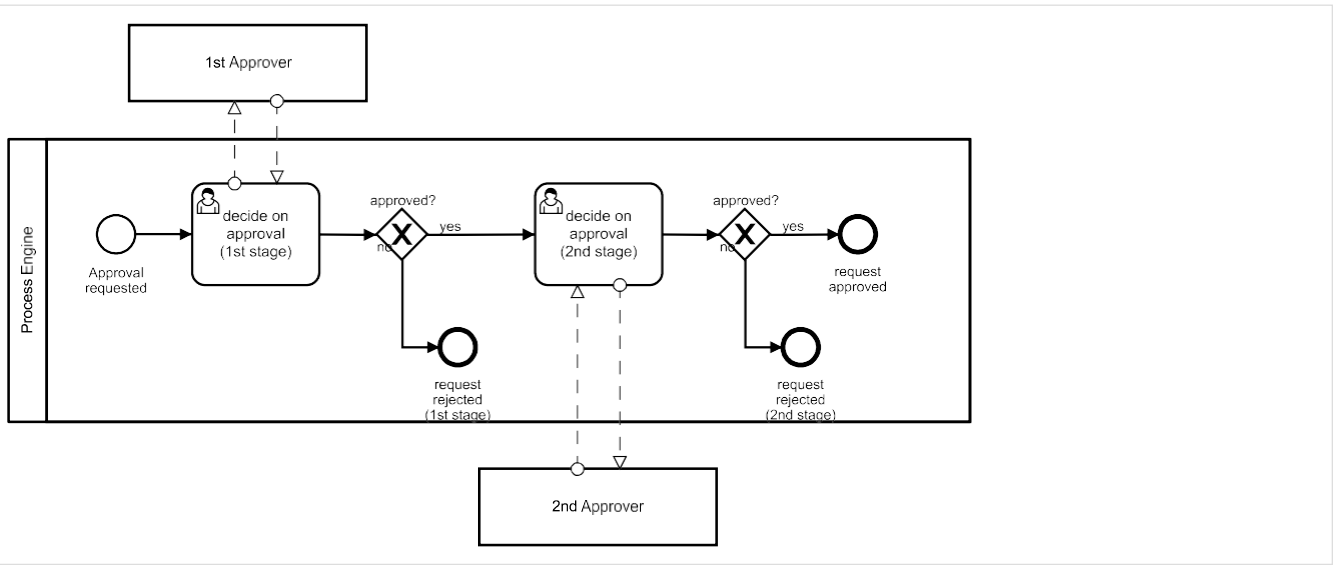 1st Approver
Process Engine
Approval
requested
decide on
approval
(1st stage)
approved?
yes
no
request
rejected
(1st stage)
decide on
approval
(2nd stage)
approved?
yes
no
request
approved
request
rejected
(2nd stage)
2nd Approver